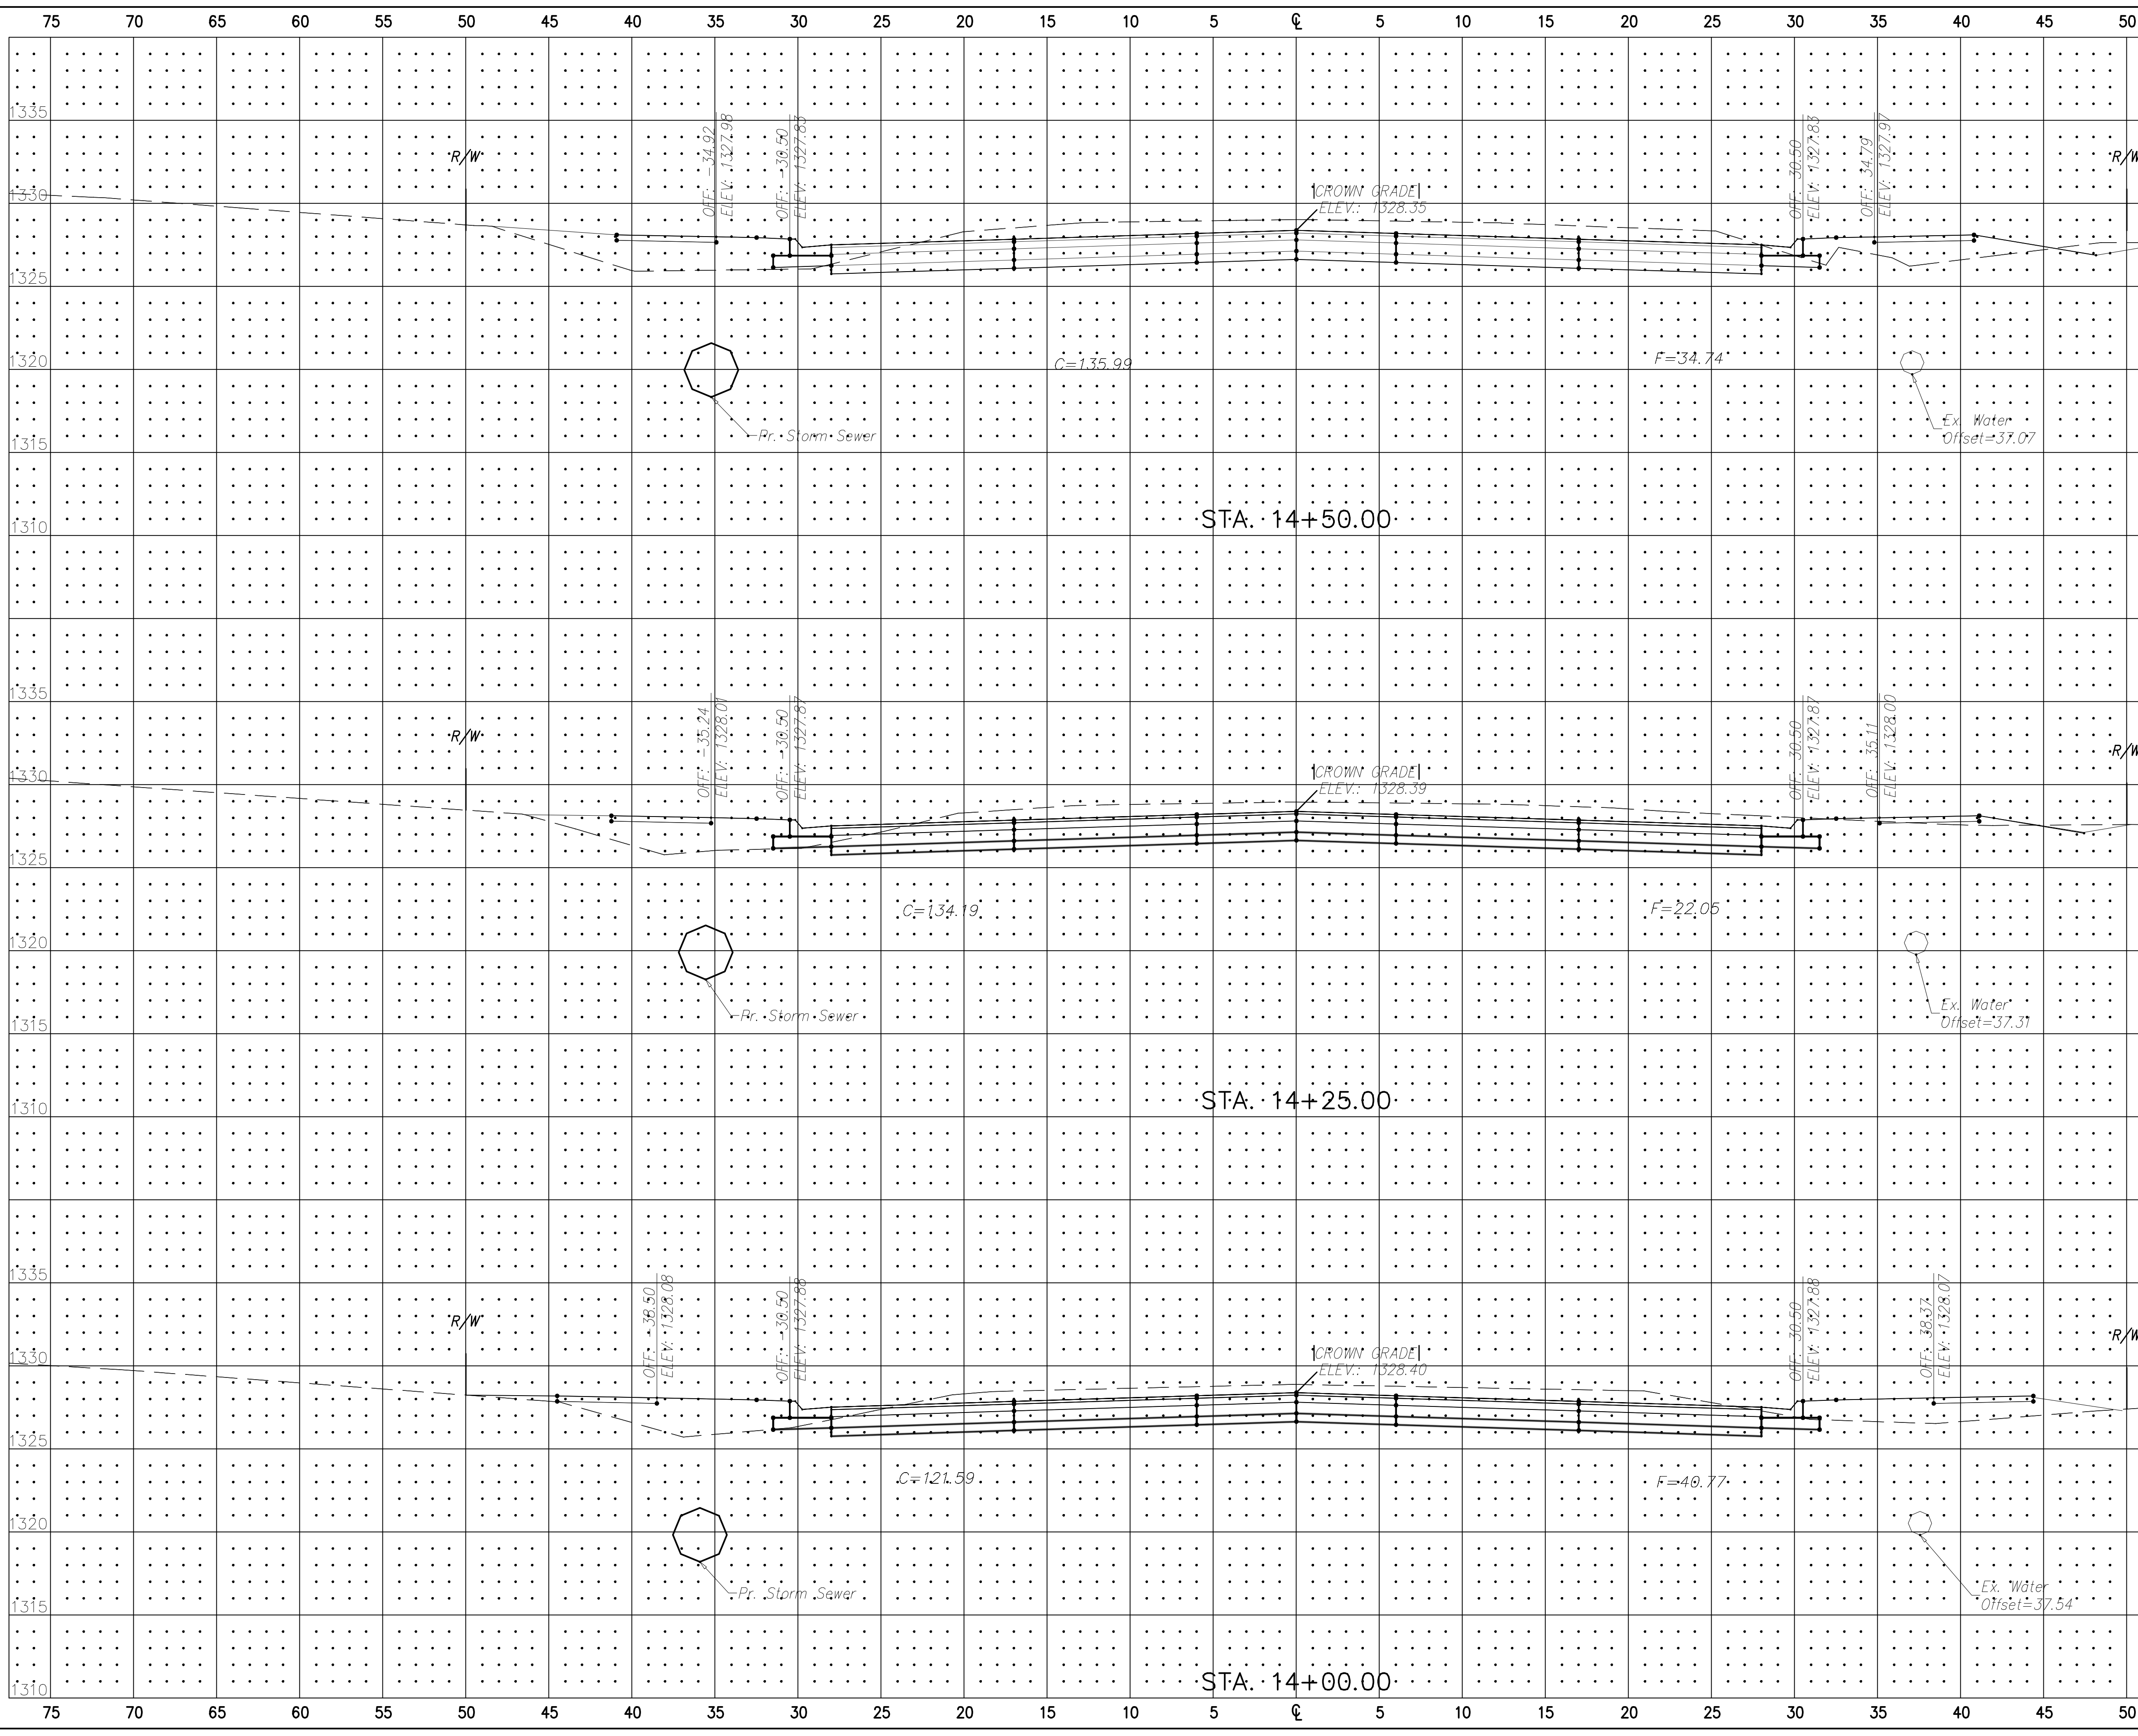 75 70 65 60 55 50 45 40 35 30 25 20 15 10 5 ℄ 5 10 15 20 25 30 35 40 45 50
1335
OFF: -34.92
ELEV: 1327.98
OFF: -30.50
ELEV: 1327.83
OFF: 30.50
ELEV: 1327.83
OFF: 34.79
ELEV: 1327.97
R/W
R/W
1330
CROWN GRADE
ELEV.: 1328.35
1325
1320
C=135.99
F=34.74
Pr. Storm Sewer
Ex. Water
Offset=37.07
1315
1310
STA. 14+50.00
1335
OFF: -35.24
ELEV: 1328.01
OFF: -30.50
ELEV: 1327.87
OFF: 30.50
ELEV: 1327.87
OFF: 35.11
ELEV: 1328.00
R/W
R/W
1330
CROWN GRADE
ELEV.: 1328.39
1325
C=134.19
F=22.05
1320
Pr. Storm Sewer
Ex. Water
Offset=37.31
1315
1310
STA. 14+25.00
1335
OFF: -38.50
ELEV: 1328.08
OFF: -30.50
ELEV: 1327.88
OFF: 30.50
ELEV: 1327.88
OFF: 38.37
ELEV: 1328.07
R/W
R/W
1330
CROWN GRADE
ELEV.: 1328.40
1325
C=121.59
F=40.77
1320
Pr. Storm Sewer
Ex. Water
Offset=37.54
1315
1310
STA. 14+00.00
75 70 65 60 55 50 45 40 35 30 25 20 15 10 5 ℄ 5 10 15 20 25 30 35 40 45 50